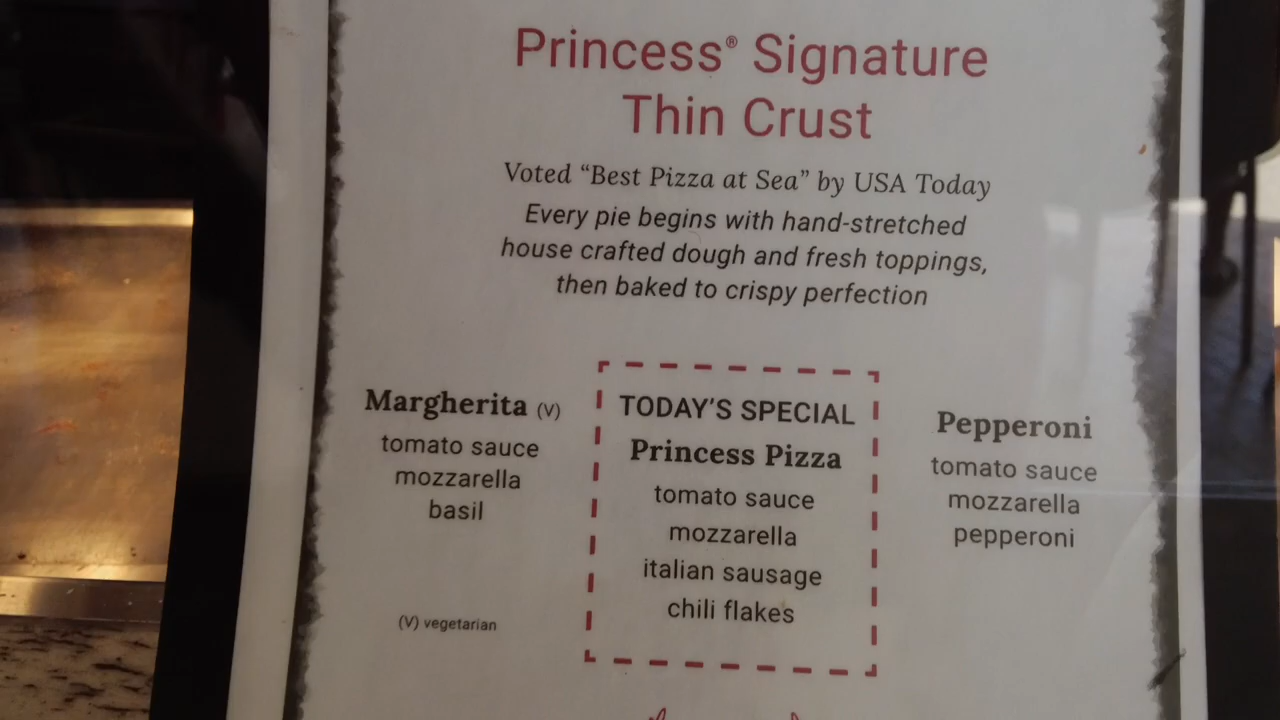 Princess® Signature
Thin Crust
Voted “Best Pizza at Sea” by USA Today
Every pie begins with hand-stretched
house crafted dough and fresh toppings,
then baked to crispy perfection
Margherita (V)
tomato sauce
mozzarella
basil
(V) vegetarian
TODAY'S SPECIAL
Princess Pizza
tomato sauce
mozzarella
italian sausage
chili flakes
Pepperoni
tomato sauce
mozzarella
pepperoni